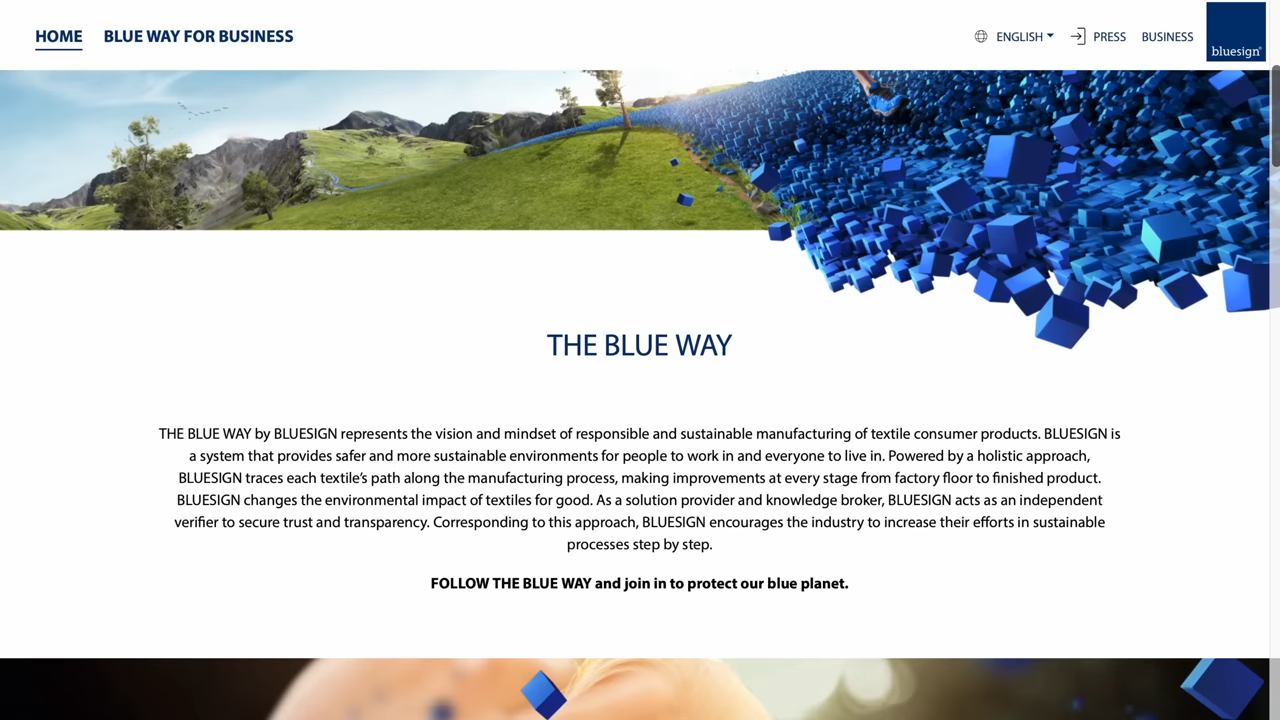 HOME BLUE WAY FOR BUSINESS ENGLISH PRESS BUSINESS
bluesign®
THE BLUE WAY
THE BLUE WAY by BLUESIGN represents the vision and mindset of responsible and sustainable manufacturing of textile consumer products. BLUESIGN is
a system that provides safer and more sustainable environments for people to work in and everyone to live in. Powered by a holistic approach,
BLUESIGN traces each textile’s path along the manufacturing process, making improvements at every stage from factory floor to finished product.
BLUESIGN changes the environmental impact of textiles for good. As a solution provider and knowledge broker, BLUESIGN acts as an independent
verifier to secure trust and transparency. Corresponding to this approach, BLUESIGN encourages the industry to increase their efforts in sustainable
processes step by step.
FOLLOW THE BLUE WAY and join in to protect our blue planet.